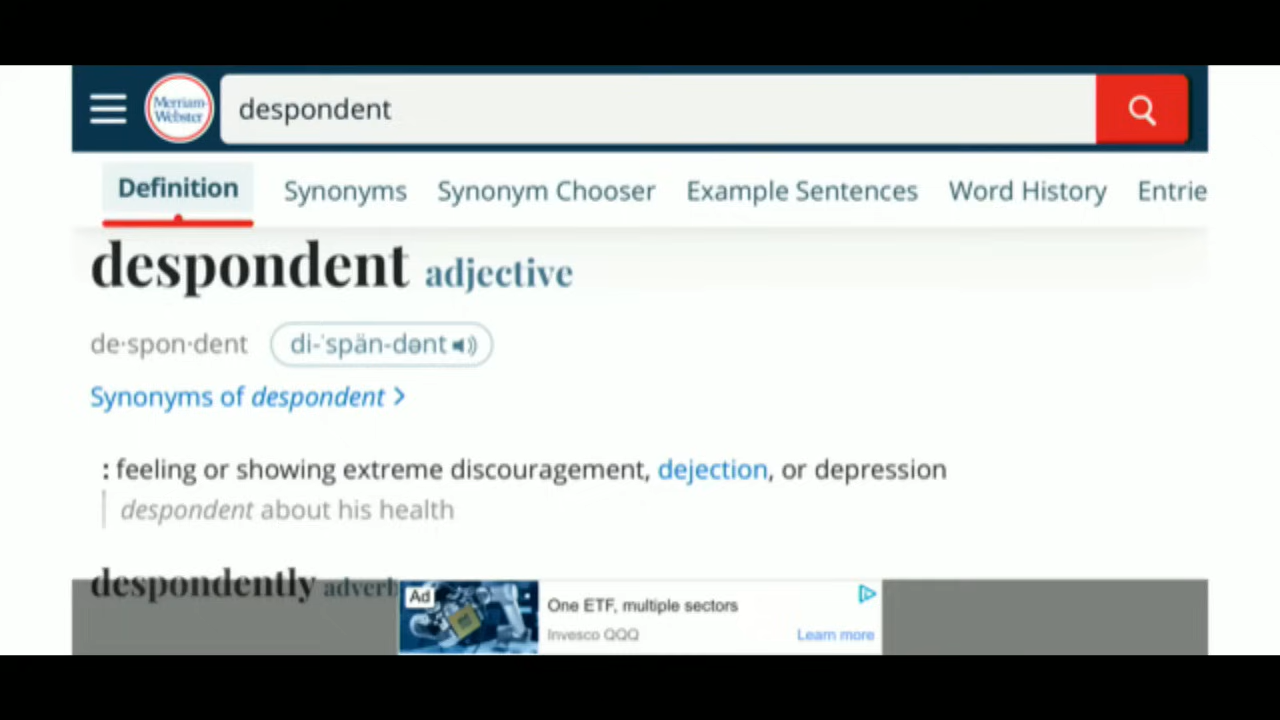 Merriam-
Webster
despondent
Definition Synonyms Synonym Chooser Example Sentences Word History Entrie
despondent adjective
de·spon·dent di-ˈspän-dənt
Synonyms of despondent >
: feeling or showing extreme discouragement, dejection, or depression
despondent about his health
despondently adverb
Ad
One ETF, multiple sectors
Invesco QQQ Learn more